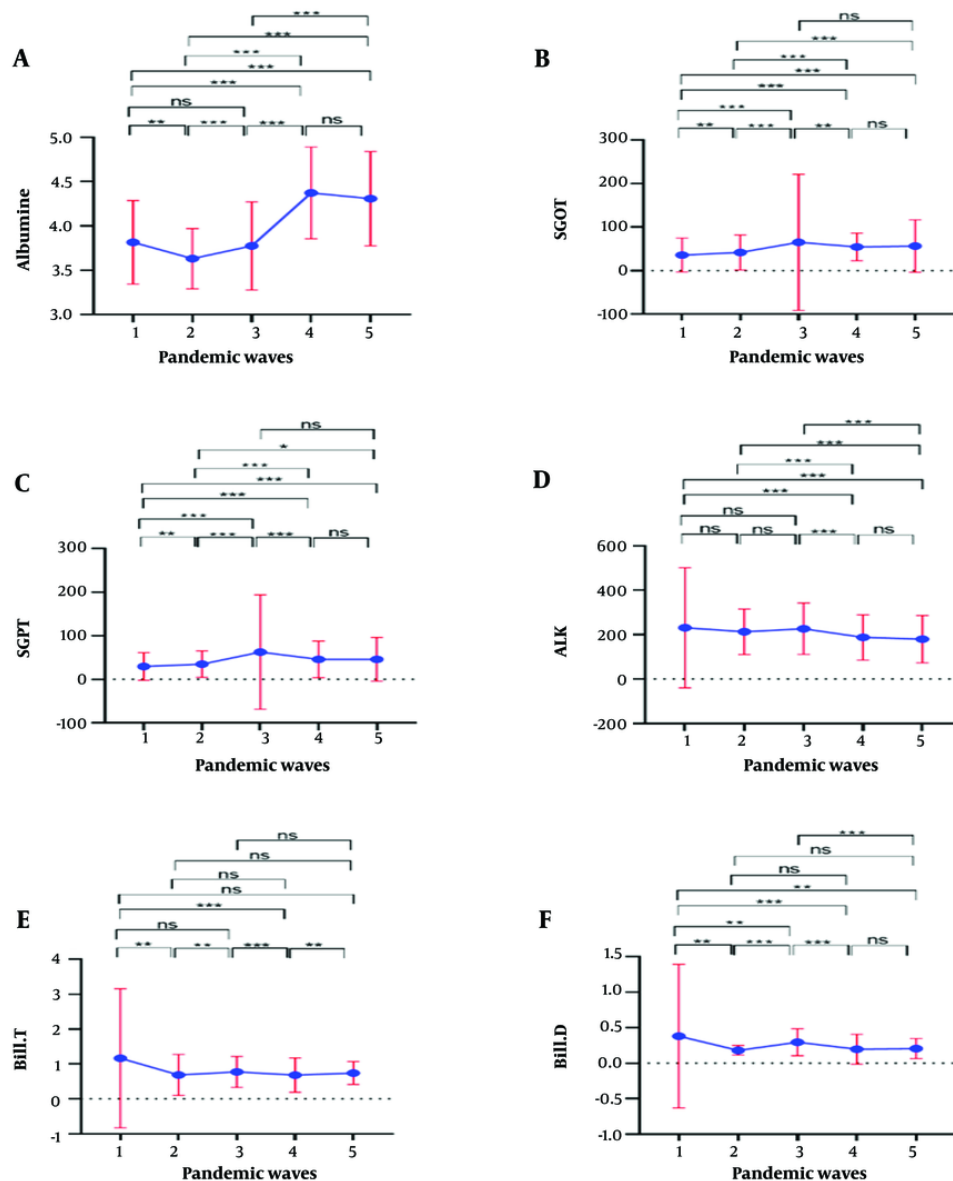 A
***
***
***
***
***
ns
** *** *** ns
5.0
4.5
4.0
3.5
3.0
Albumine
1 2 3 4 5
Pandemic waves
B
ns
***
***
***
***
***
** *** ** ns
300
200
100
0
-100
SGOT
1 2 3 4 5
Pandemic waves
C
ns
*
***
***
***
***
** *** *** ns
300
200
100
0
-100
SGPT
1 2 3 4 5
Pandemic waves
D
***
***
***
***
***
ns
ns ns *** ns
600
400
200
0
-200
ALK
1 2 3 4 5
Pandemic waves
E
ns
ns
ns
ns
***
ns
** ** *** **
4
3
2
1
0
-1
Bill.T
1 2 3 4 5
Pandemic waves
F
***
ns
ns
**
***
**
** *** *** ns
1.5
1.0
0.5
0.0
-0.5
-1.0
Bill.D
1 2 3 4 5
Pandemic waves